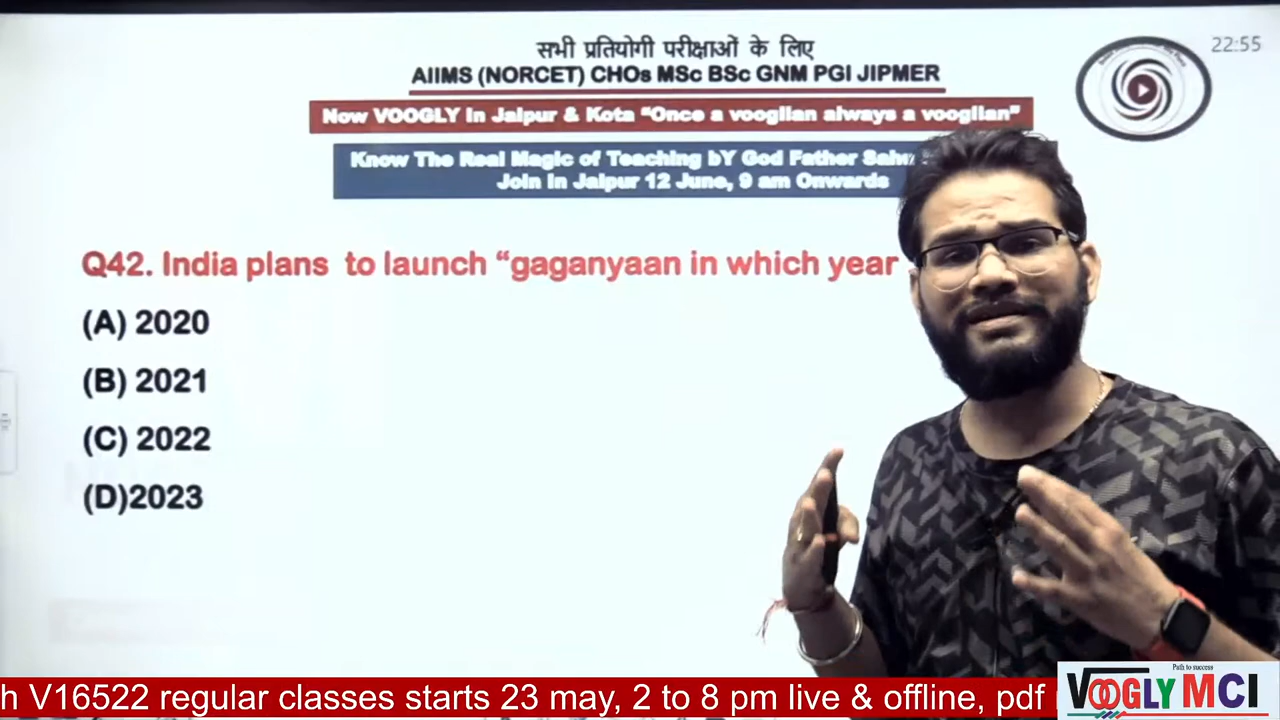 सभी प्रतियोगी परीक्षाओं के लिए
22:55
AIIMS (NORCET) CHOs MSc BSc GNM PGI JIPMER
Now VOOGLY In Jaipur & Kota “Once a vooglian always a vooglian”
Know The Real Magic of Teaching bY God Father
Join In Jaipur 12 June, 9 am Onwards
Q42. India plans to launch “gaganyaan in which year
(A) 2020
(B) 2021
(C) 2022
(D)2023
Path to success
VOOGLY MCI
h V16522 regular classes starts 23 may, 2 to 8 pm live & offline, pdf